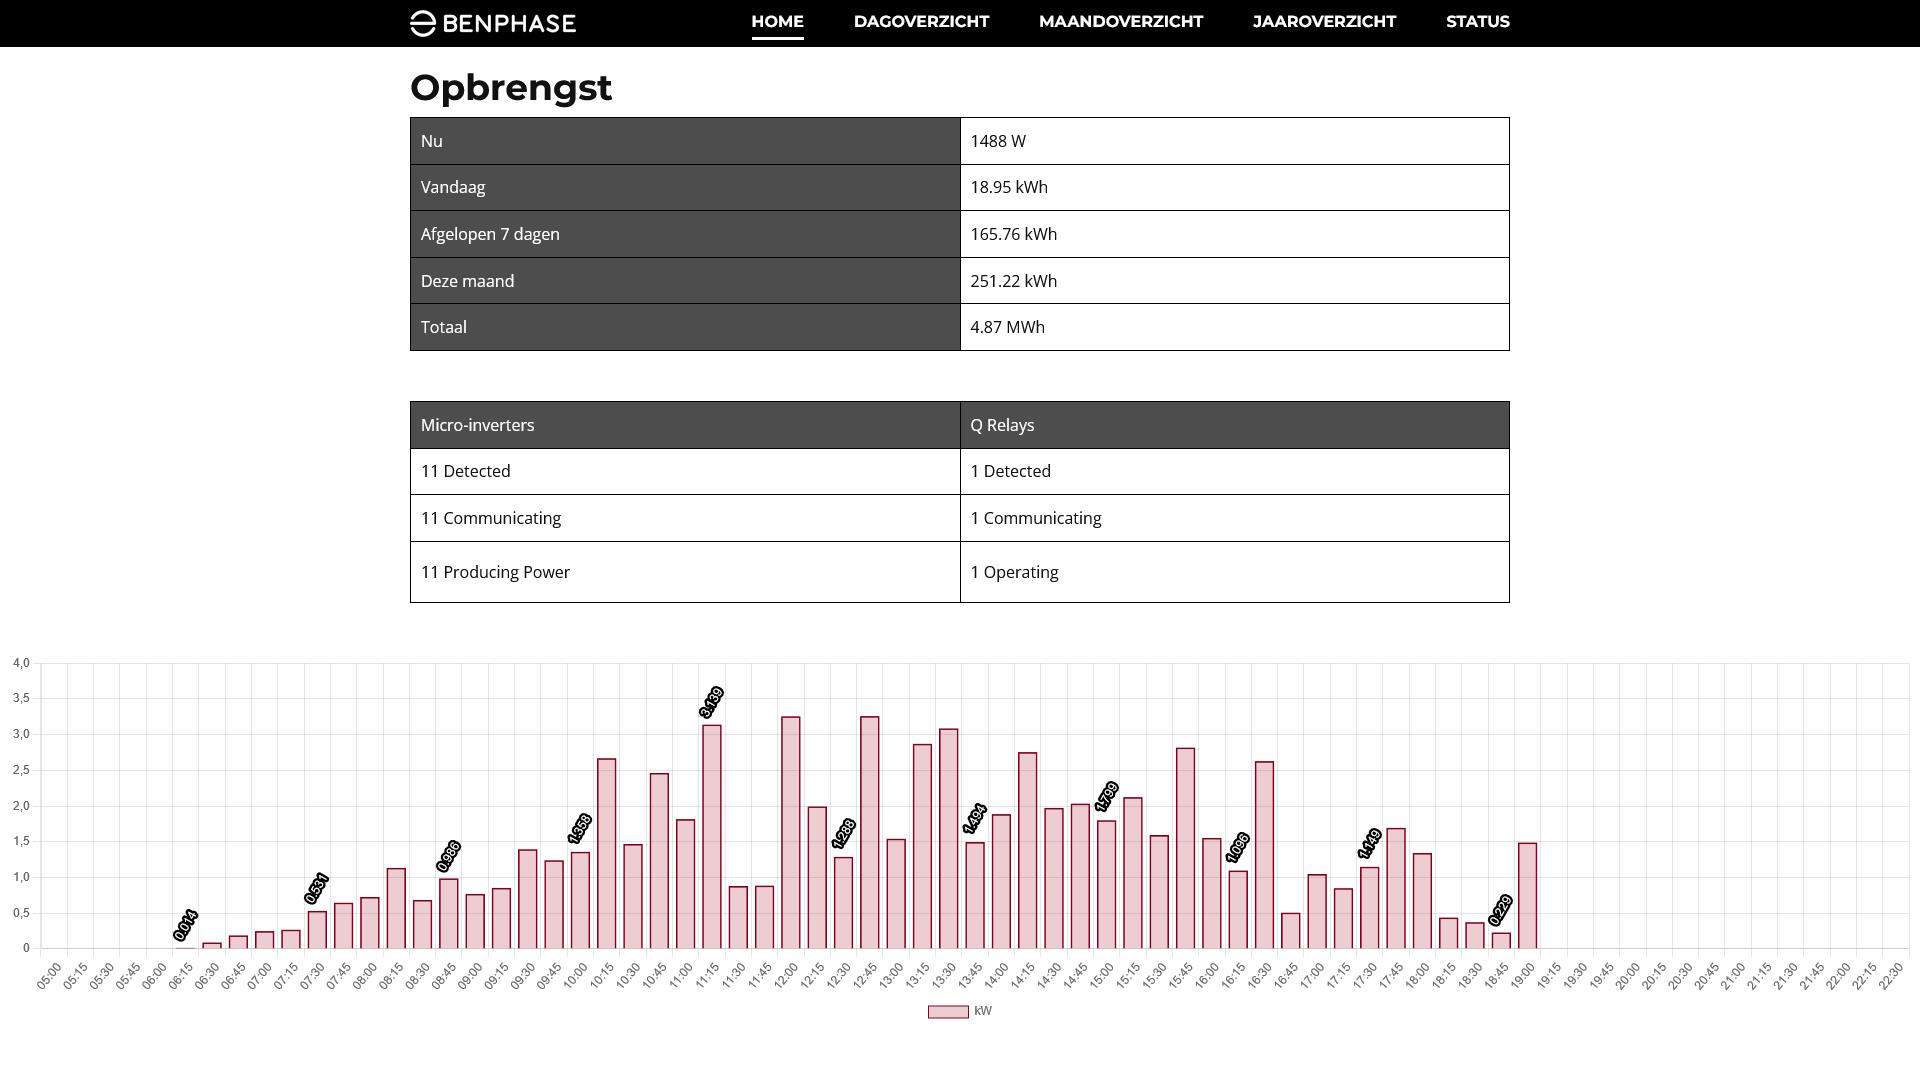 BENPHASE
HOME DAGOVERZICHT MAANDOVERZICHT JAAROVERZICHT STATUS
Opbrengst
Nu 1488 W
Vandaag 18.95 kWh
Afgelopen 7 dagen 165.76 kWh
Deze maand 251.22 kWh
Totaal 4.87 MWh
Micro-inverters Q Relays
11 Detected 1 Detected
11 Communicating 1 Communicating
11 Producing Power 1 Operating
4,0
3,5
3,0
2,5
2,0
1,5
1,0
0,5
0
0.014 0.531 0.986 1.358 3.139 1.288 1.494 1.799 1.096 1.149 0.229
05:00 05:15 05:30 05:45 06:00 06:15 06:30 06:45 07:00 07:15 07:30 07:45 08:00 08:15 08:30 08:45 09:00 09:15 09:30 09:45 10:00 10:15 10:30 10:45 11:00 11:15 11:30 11:45 12:00 12:15 12:30 12:45 13:00 13:15 13:30 13:45 14:00 14:15 14:30 14:45 15:00 15:15 15:30 15:45 16:00 16:15 16:30 16:45 17:00 17:15 17:30 17:45 18:00 18:15 18:30 18:45 19:00 19:15 19:30 19:45 20:00 20:15 20:30 20:45 21:00 21:15 21:30 21:45 22:00 22:15 22:30
kW